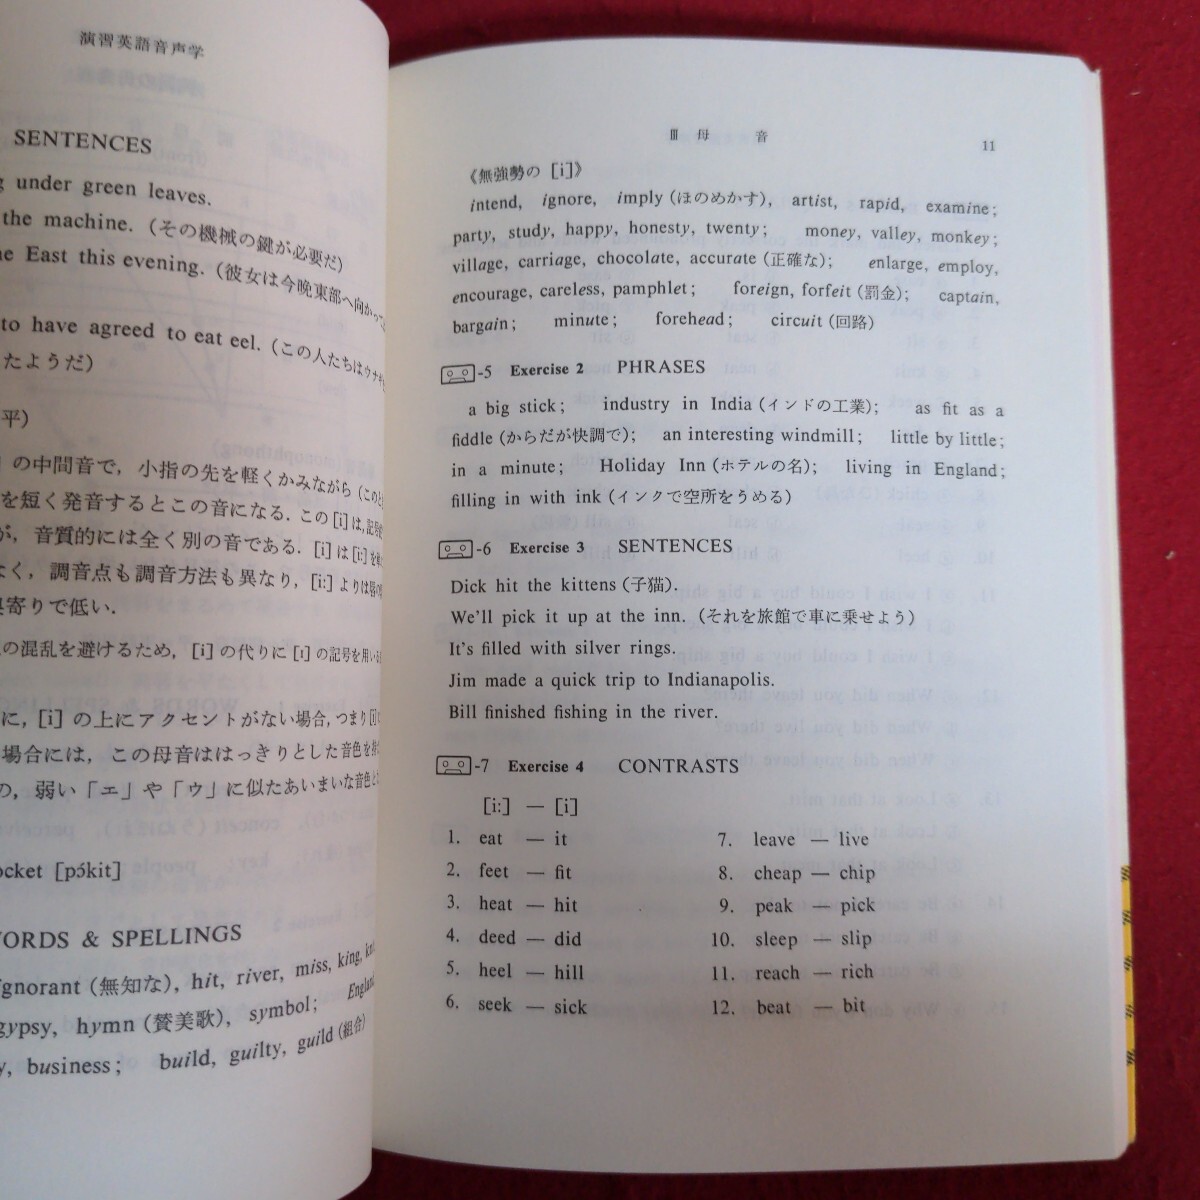 演習英語音声学
SENTENCES
under green leaves.
the machine. (その機械の鍵が必要だ)
East this evening. (彼女は今晩東部へ向かって
to have agreed to eat eel. (この人たちはウナギ
たようだ)
平)
の中間音で, 小指の先を軽くかみながら (このと
を短く発音するとこの音になる. この [i] は, 記号
が, 音質的には全く別の音である. [i] は [i:] を
なく, 調音点も調音方法も異なり, [i:] よりは
寄りで低い.
の混乱を避けるため, [i] の代りに [ɪ] の記号を用いる
に, [i] の上にアクセントがない場合, つまり
場合には, この母音ははっきりとした音色を持
の, 弱い「エ」や「ウ」に似たあいまいな音色と
ocket [pɔ́kit]
WORDS & SPELLINGS
ignorant (無知な), hit, river, miss, king,
gypsy, hymn (賛美歌), symbol; England
y, business; build, guilty, guild (組合)
Ⅲ 母 音 11
《無強勢の [i]》
intend, ignore, imply (ほのめかす), artist, rapid, examine;
party, study, happy, honesty, twenty; money, valley, monkey;
village, carriage, chocolate, accurate (正確な); enlarge, employ,
encourage, careless, pamphlet; foreign, forfeit (罰金); captain,
bargain; minute; forehead; circuit (回路)
-5 Exercise 2 PHRASES
a big stick; industry in India (インドの工業); as fit as a
fiddle (からだが快調で); an interesting windmill; little by little;
in a minute; Holiday Inn (ホテルの名); living in England;
filling in with ink (インクで空所をうめる)
-6 Exercise 3 SENTENCES
Dick hit the kittens (子猫).
We'll pick it up at the inn. (それを旅館で車に乗せよう)
It's filled with silver rings.
Jim made a quick trip to Indianapolis.
Bill finished fishing in the river.
-7 Exercise 4 CONTRASTS
[i:] — [i]
1. eat — it 7. leave — live
2. feet — fit 8. cheap — chip
3. heat — hit 9. peak — pick
4. deed — did 10. sleep — slip
5. heel — hill 11. reach — rich
6. seek — sick 12. beat — bit